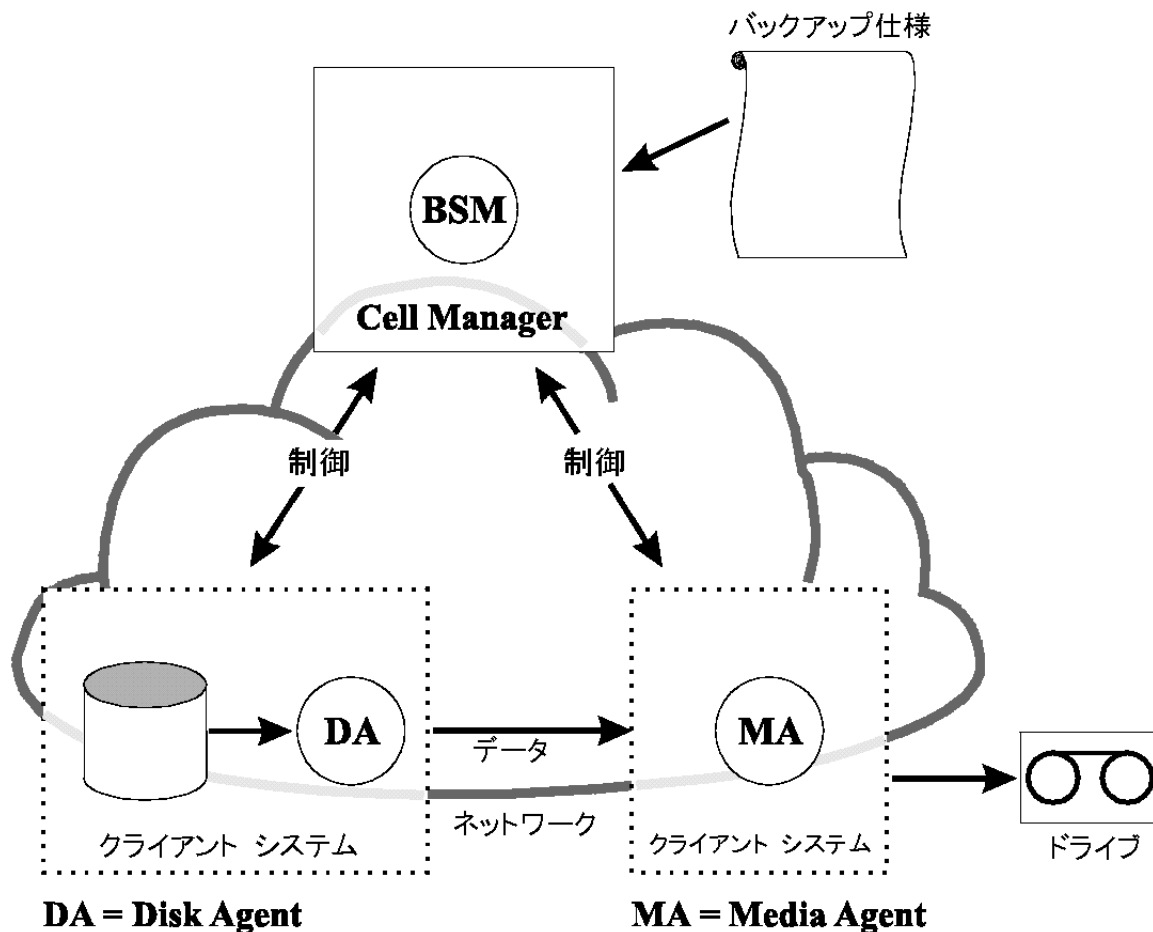 バックアップ仕様
BSM
Cell Manager
制御
制御
DA
データ
MA
ネットワーク
クライアント システム
クライアント システム
ドライブ
DA = Disk Agent
MA = Media Agent